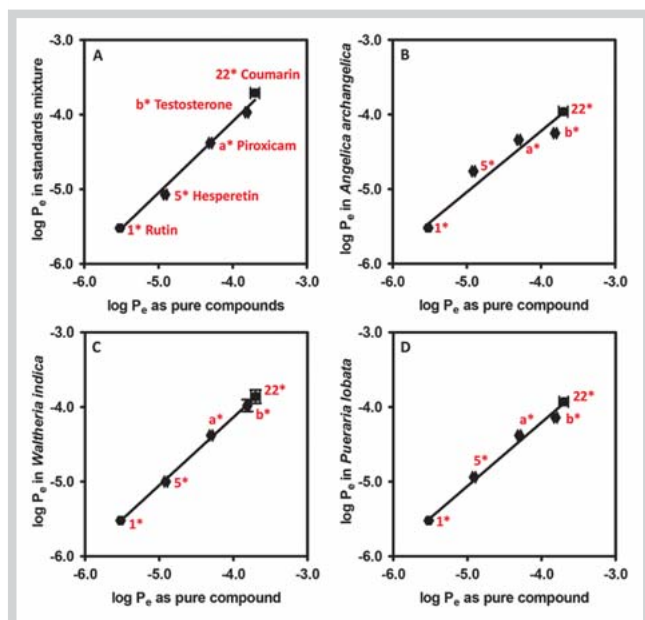 A
-3.0
-4.0
-5.0
-6.0
log Pe in standards mixture
22* Coumarin
b* Testosterone
a* Piroxicam
5* Hesperetin
1* Rutin
-6.0 -5.0 -4.0 -3.0
log Pe as pure compounds
B
-3.0
-4.0
-5.0
-6.0
log Pe in Angelica archangelica
22*
b*
a*
5*
1*
-6.0 -5.0 -4.0 -3.0
log Pe as pure compound
C
-3.0
-4.0
-5.0
-6.0
log Pe in Waltheria indica
22*
b*
a*
5*
1*
-6.0 -5.0 -4.0 -3.0
log Pe as pure compound
D
-3.0
-4.0
-5.0
-6.0
log Pe in Pueraria lobata
22*
b*
a*
5*
1*
-6.0 -5.0 -4.0 -3.0
log Pe as pure compound